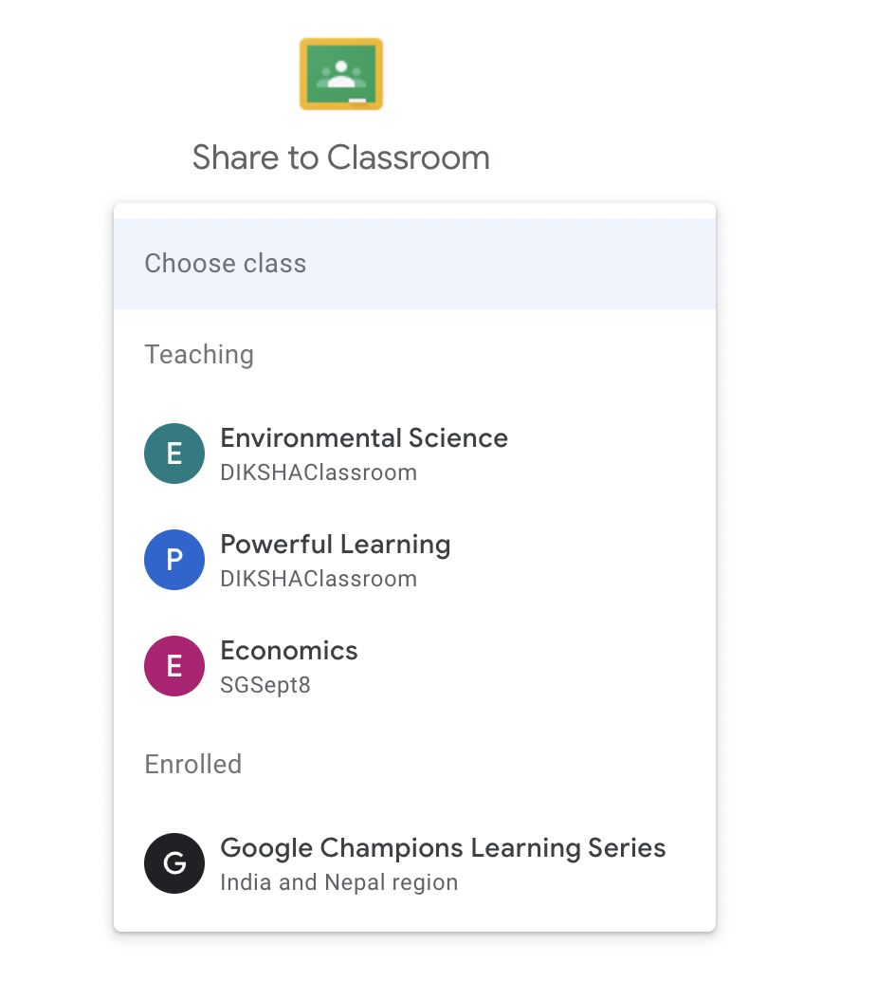 Share to Classroom
Choose class
Teaching
E
Environmental Science
DIKSHAClassroom
P
Powerful Learning
DIKSHAClassroom
E
Economics
SGSept8
Enrolled
G
Google Champions Learning Series
India and Nepal region